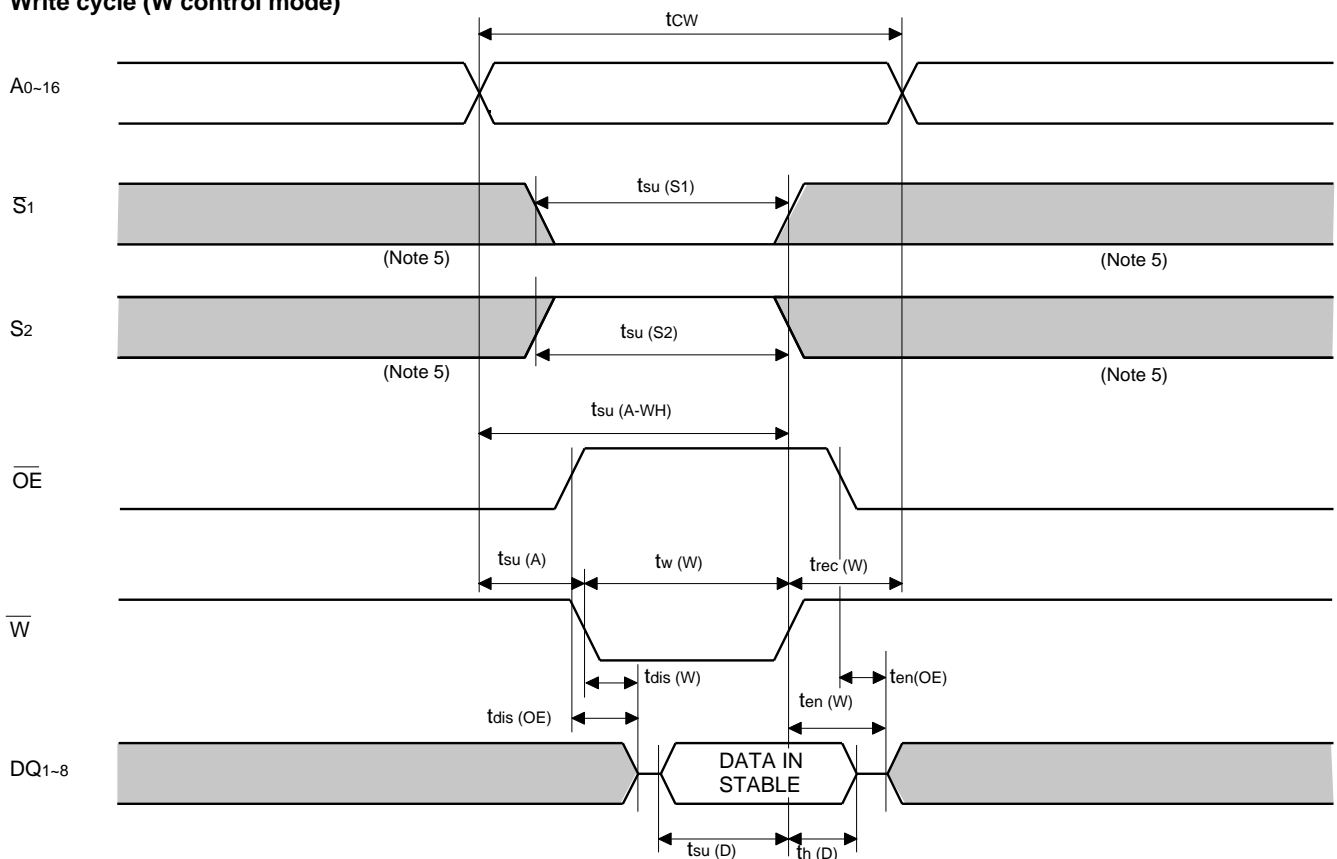 Write cycle (W control mode)
tCW
A0~16
S̅1
tsu (S1)
(Note 5)
(Note 5)
S2
tsu (S2)
(Note 5)
(Note 5)
tsu (A-WH)
O̅E̅
tsu (A)
tw (W)
trec (W)
W̅
tdis (W)
ten(OE)
ten (W)
tdis (OE)
DQ1~8
DATA IN
STABLE
tsu (D)
th (D)